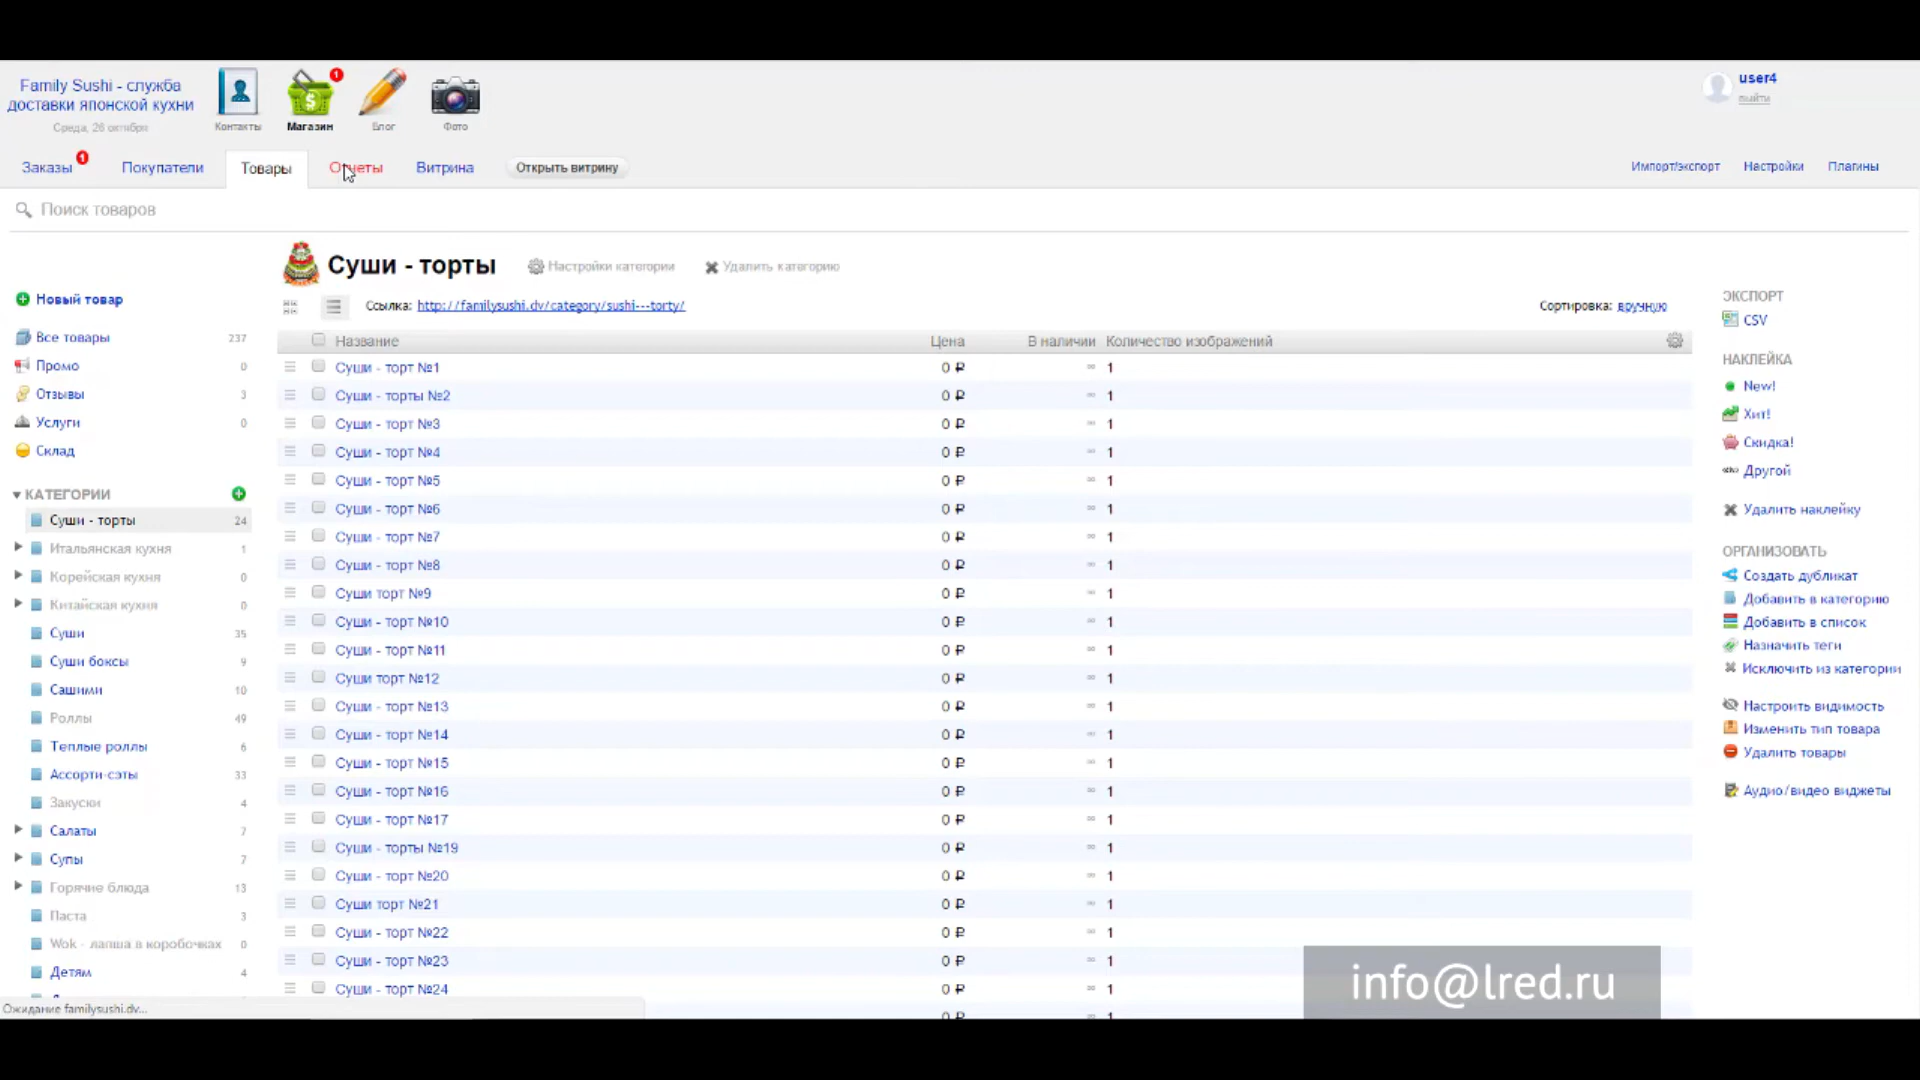 Family Sushi - служба
доставки японской кухни
Среда, 26 октября
Контакты
1
Магазин
Блог
Фото
user4
выйти
Заказы 1
Покупатели
Товары
Отчеты
Витрина
Открыть витрину
Импорт/экспорт
Настройки
Плагины
Поиск товаров
Суши - торты
Настройки категории
Удалить категорию
Ссылка: http://familysushi.dv/category/sushi---torty/
Сортировка: вручную
Новый товар
Все товары 237
Промо 0
Отзывы 3
Услуги 0
Склад
КАТЕГОРИИ
Суши - торты 24
Итальянская кухня 1
Корейская кухня 0
Китайская кухня 0
Суши 35
Суши боксы 9
Сашими 10
Роллы 49
Теплые роллы 6
Ассорти-сэты 33
Закуски 4
Салаты 7
Супы 7
Горячие блюда 13
Паста 3
Wok - лапша в коробочках 0
Детям 4
Название Цена В наличии Количество изображений
Суши - торт №1 0 ₽ ∞ 1
Суши - торты №2 0 ₽ ∞ 1
Суши - торт №3 0 ₽ ∞ 1
Суши - торт №4 0 ₽ ∞ 1
Суши - торт №5 0 ₽ ∞ 1
Суши - торт №6 0 ₽ ∞ 1
Суши - торт №7 0 ₽ ∞ 1
Суши - торт №8 0 ₽ ∞ 1
Суши торт №9 0 ₽ ∞ 1
Суши - торт №10 0 ₽ ∞ 1
Суши - торт №11 0 ₽ ∞ 1
Суши торт №12 0 ₽ ∞ 1
Суши - торт №13 0 ₽ ∞ 1
Суши - торт №14 0 ₽ ∞ 1
Суши - торт №15 0 ₽ ∞ 1
Суши - торт №16 0 ₽ ∞ 1
Суши - торт №17 0 ₽ ∞ 1
Суши - торты №19 0 ₽ ∞ 1
Суши - торт №20 0 ₽ ∞ 1
Суши торт №21 0 ₽ ∞ 1
Суши - торт №22 0 ₽ ∞ 1
Суши - торт №23 0 ₽ ∞ 1
Суши - торт №24 0 ₽ ∞ 1
0 ₽ 1
ЭКСПОРТ
CSV
НАКЛЕЙКА
New!
Хит!
Скидка!
Другой
Удалить наклейку
ОРГАНИЗОВАТЬ
Создать дубликат
Добавить в категорию
Добавить в список
Назначить теги
Исключить из категории
Настроить видимость
Изменить тип товара
Удалить товары
Аудио/видео виджеты
info@lred.ru
Ожидание familysushi.dv...